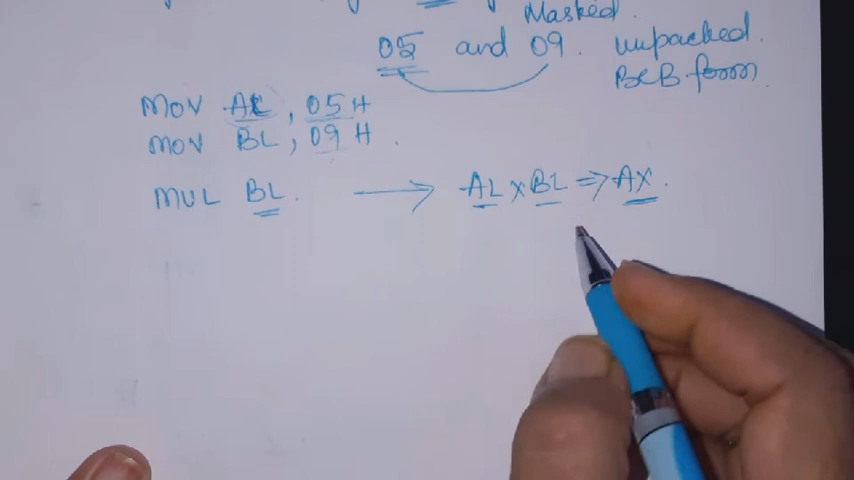 Masked.
05 and 09. unpacked.
BCB form.
MOV AL, 05H
MOV BL, 09 H.
MUL BL. → AL x BL => AX.